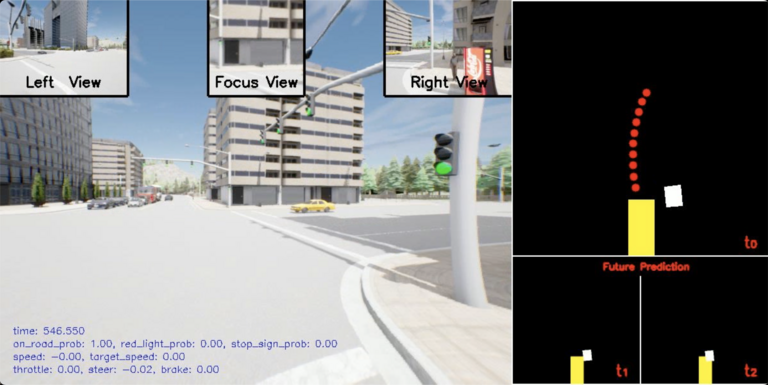 Left View
Focus View
Right View
t0
Future Prediction
t1
t2
time: 546.550
on_road_prob: 1.00, red_light_prob: 0.00, stop_sign_prob: 0.00
speed: -0.00, target_speed: 0.00
throttle: 0.00, steer: -0.02, brake: 0.00